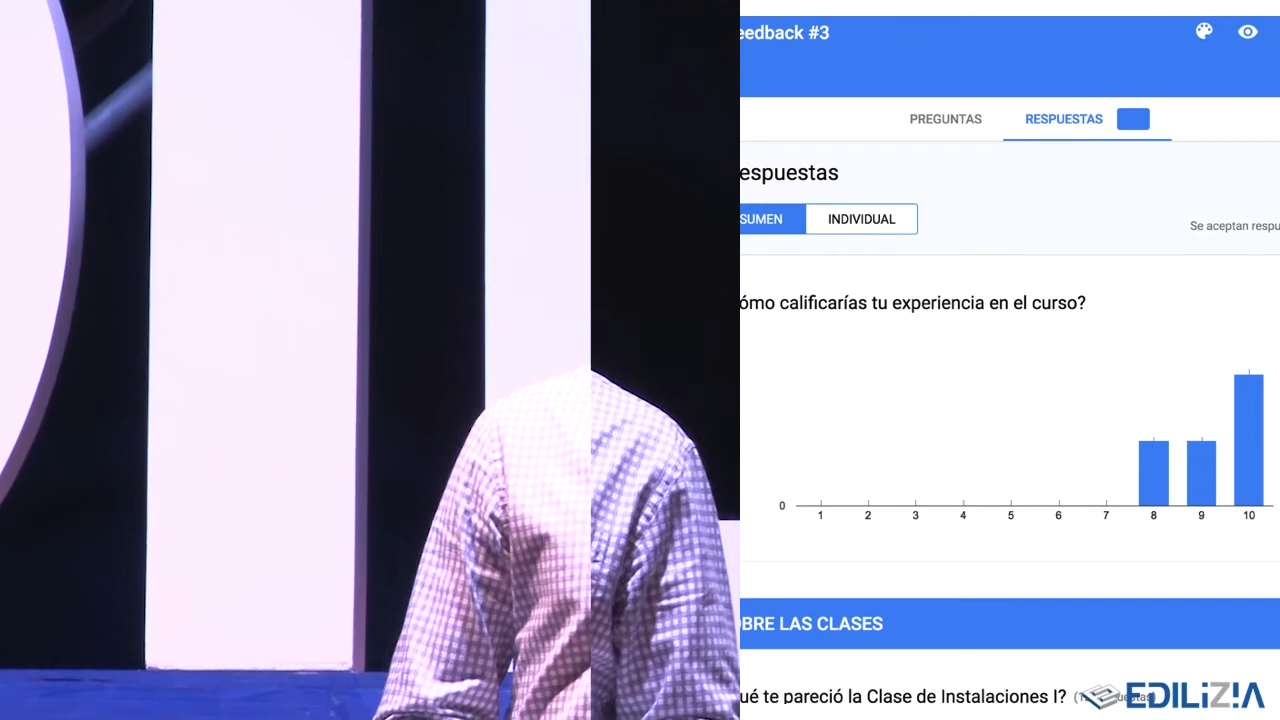 eedback #3
PREGUNTAS RESPUESTAS
espuestas
SUMEN INDIVIDUAL
Se aceptan respu
ómo calificarías tu experiencia en el curso?
0
1 2 3 4 5 6 7 8 9 10
BRE LAS CLASES
ué te pareció la Clase de Instalaciones I?
EDILIZIA